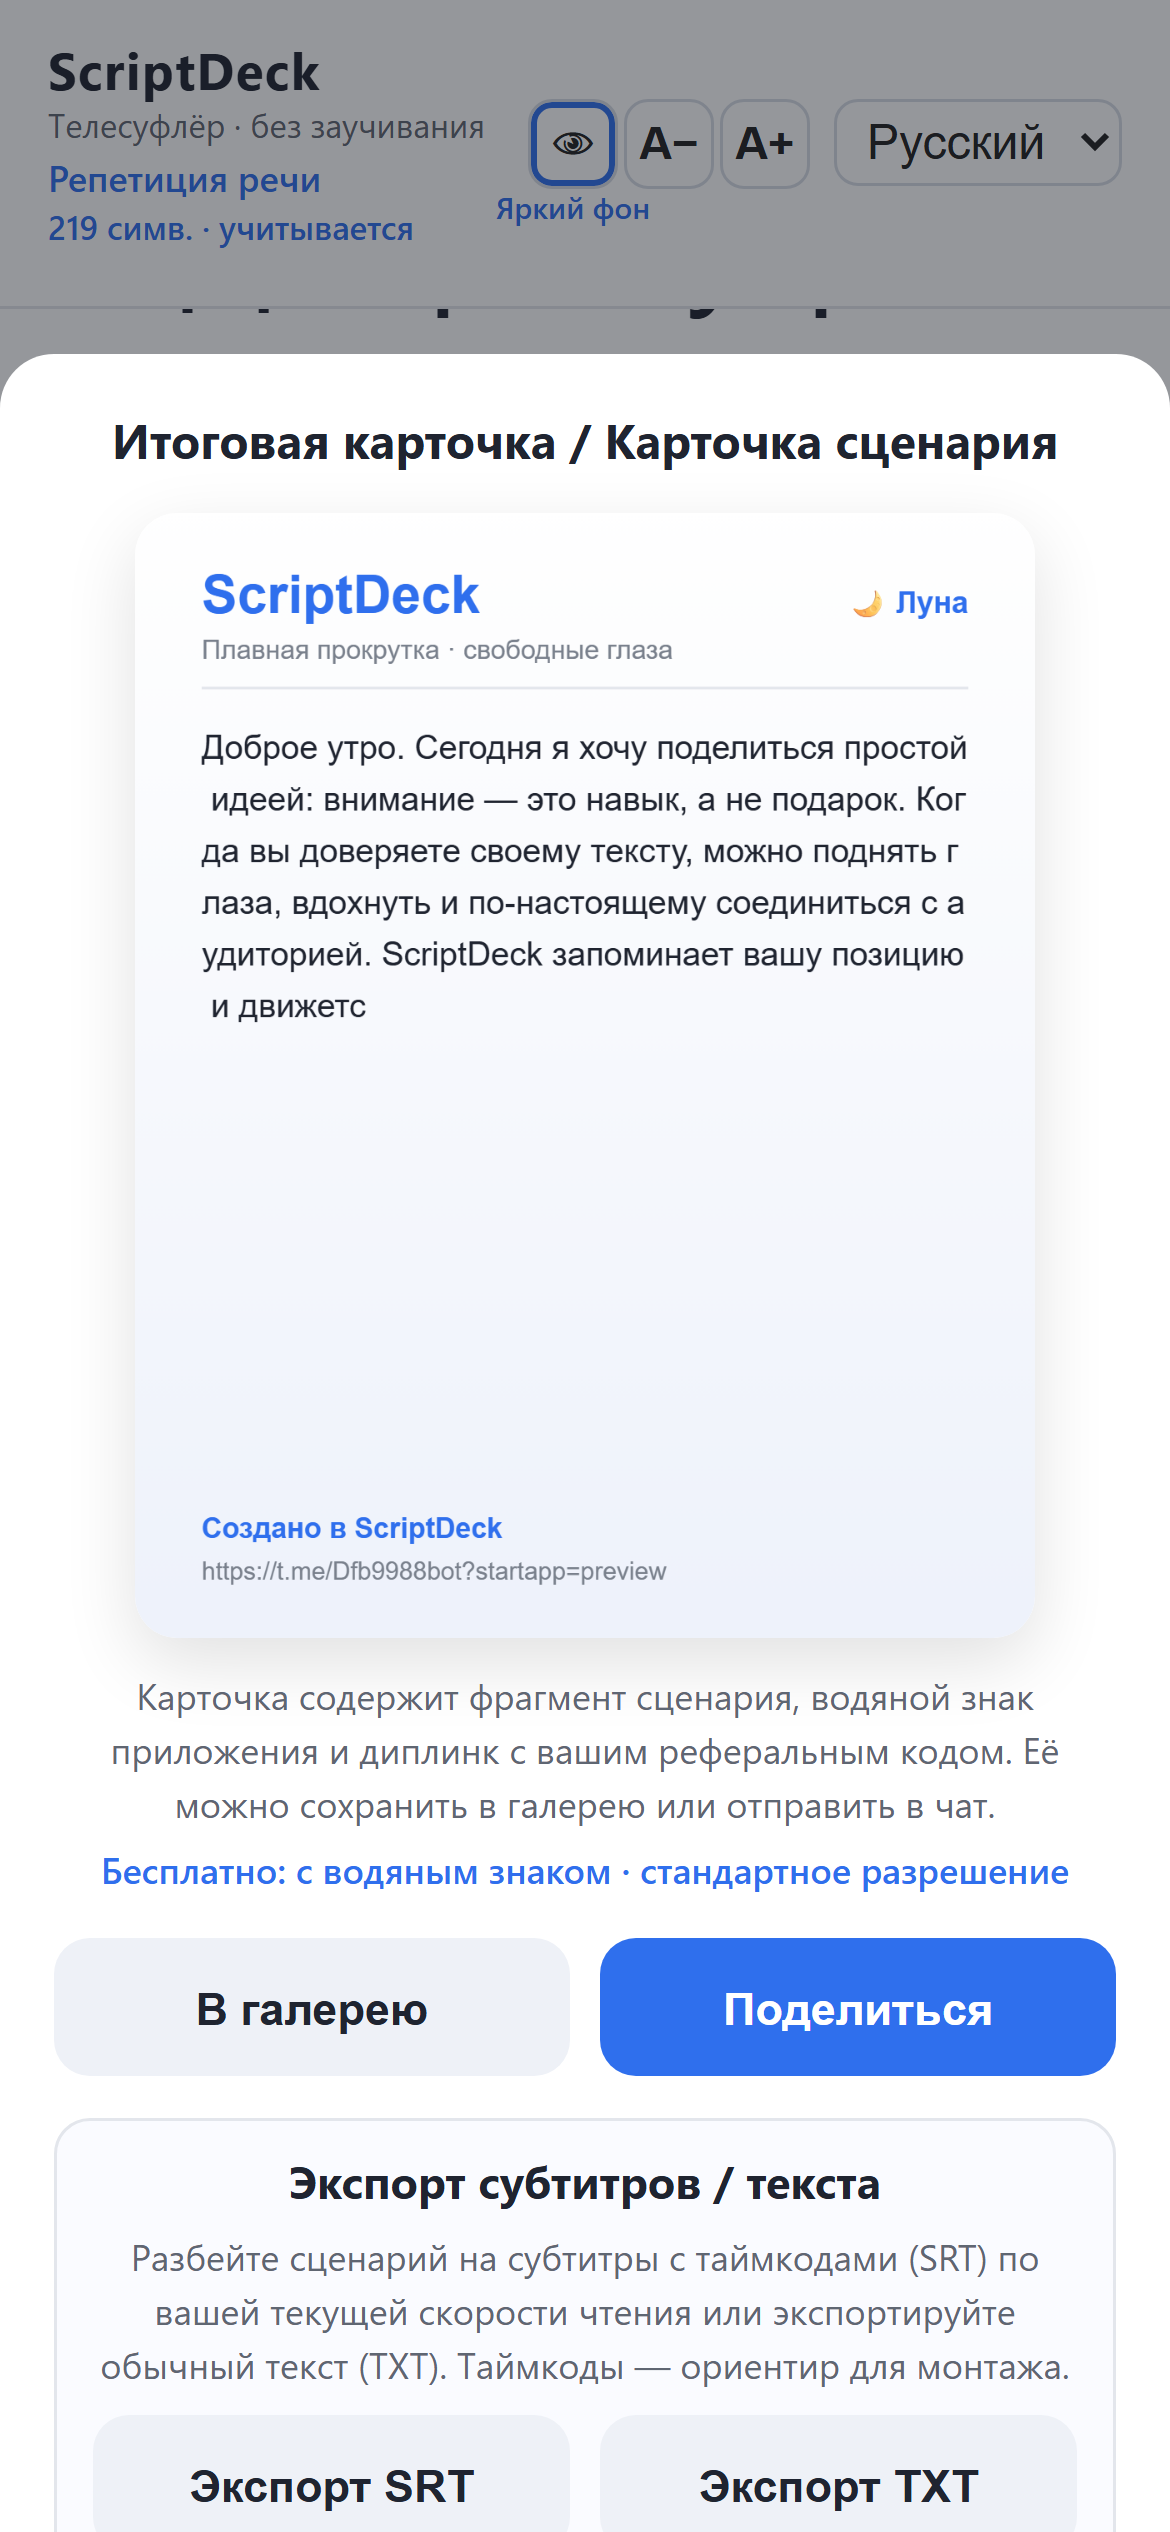 ScriptDeck
Телесуфлёр · без заучивания
Репетиция речи
219 симв. · учитывается
A−
A+
Русский
Яркий фон
Итоговая карточка / Карточка сценария
ScriptDeck
🌙 Луна
Плавная прокрутка · свободные глаза
Доброе утро. Сегодня я хочу поделиться простой
идеей: внимание — это навык, а не подарок. Ког
да вы доверяете своему тексту, можно поднять г
лаза, вдохнуть и по-настоящему соединиться с а
удиторией. ScriptDeck запоминает вашу позицию
и движетс
Создано в ScriptDeck
https://t.me/Dfb9988bot?startapp=preview
Карточка содержит фрагмент сценария, водяной знак
приложения и диплинк с вашим реферальным кодом. Её
можно сохранить в галерею или отправить в чат.
Бесплатно: с водяным знаком · стандартное разрешение
В галерею
Поделиться
Экспорт субтитров / текста
Разбейте сценарий на субтитры с таймкодами (SRT) по
вашей текущей скорости чтения или экспортируйте
обычный текст (TXT). Таймкоды — ориентир для монтажа.
Экспорт SRT
Экспорт TXT